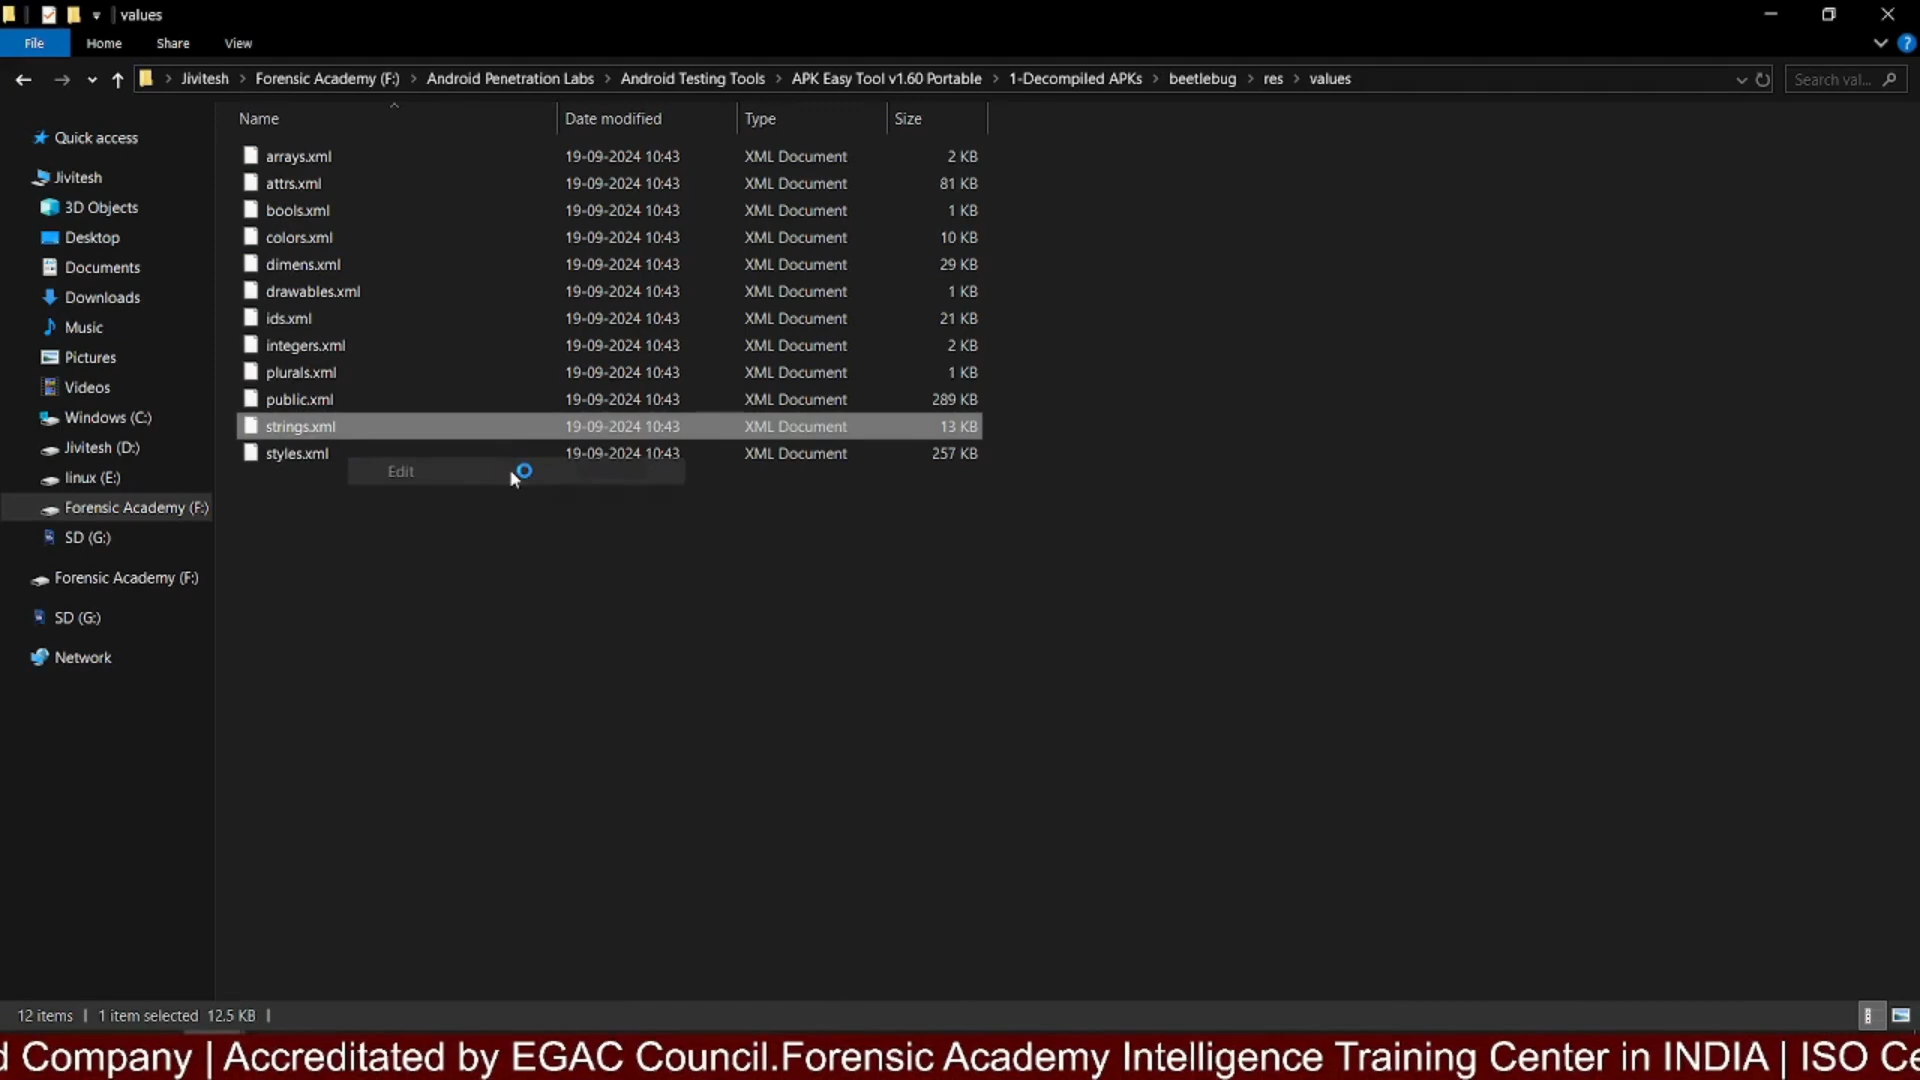 values
File Home Share View
Jivitesh > Forensic Academy (F:) > Android Penetration Labs > Android Testing Tools > APK Easy Tool v1.60 Portable > 1-Decompiled APKs > beetlebug > res > values
Search val...
Name Date modified Type Size
arrays.xml 19-09-2024 10:43 XML Document 2 KB
attrs.xml 19-09-2024 10:43 XML Document 81 KB
bools.xml 19-09-2024 10:43 XML Document 1 KB
colors.xml 19-09-2024 10:43 XML Document 10 KB
dimens.xml 19-09-2024 10:43 XML Document 29 KB
drawables.xml 19-09-2024 10:43 XML Document 1 KB
ids.xml 19-09-2024 10:43 XML Document 21 KB
integers.xml 19-09-2024 10:43 XML Document 2 KB
plurals.xml 19-09-2024 10:43 XML Document 1 KB
public.xml 19-09-2024 10:43 XML Document 289 KB
strings.xml 19-09-2024 10:43 XML Document 13 KB
styles.xml 19-09-2024 10:43 XML Document 257 KB
Edit
Quick access
Jivitesh
3D Objects
Desktop
Documents
Downloads
Music
Pictures
Videos
Windows (C:)
Jivitesh (D:)
linux (E:)
Forensic Academy (F:)
SD (G:)
Forensic Academy (F:)
SD (G:)
Network
12 items | 1 item selected 12.5 KB |
d Company | Accreditated by EGAC Council.Forensic Academy Intelligence Training Center in INDIA | ISO Ce